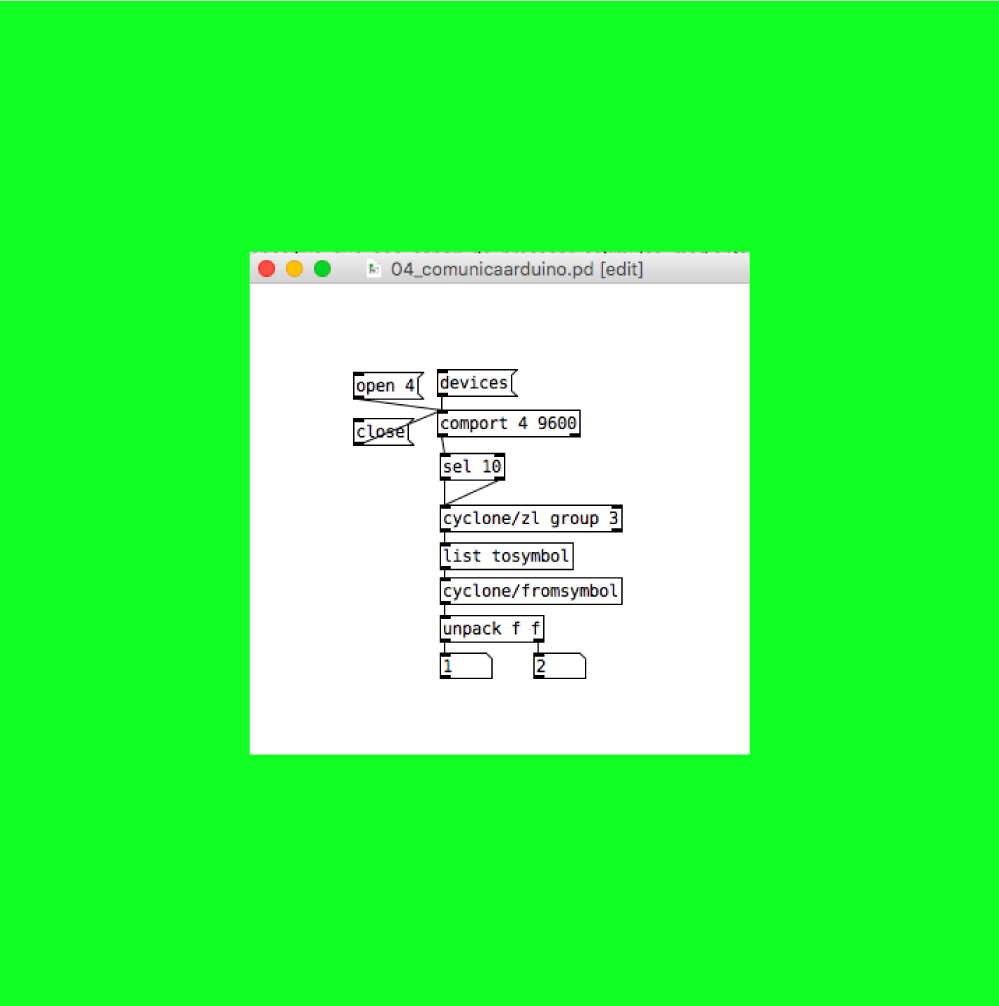 04_comunicaarduino.pd [edit]
open 4
devices
close
comport 4 9600
sel 10
cyclone/zl group 3
list tosymbol
cyclone/fromsymbol
unpack f f
1
2